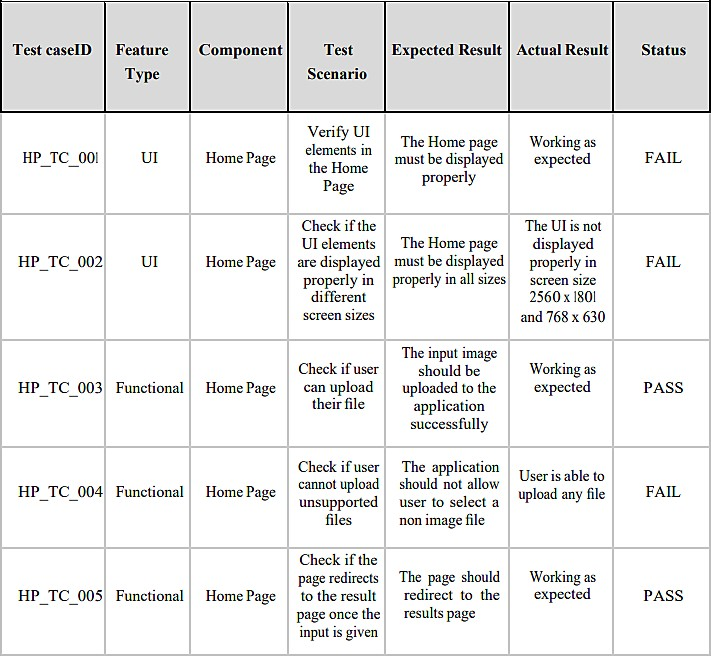 Test caseID
Feature
Type
Component
Test
Scenario
Expected Result
Actual Result
Status
HP_TC_001
UI
Home Page
Verify UI
elements in
the Home
Page
The Home page
must be displayed
properly
Working as
expected
FAIL
HP_TC_002
UI
Home Page
Check if the
UI elements
are displayed
properly in
different
screen sizes
The Home page
must be displayed
properly in all sizes
The UI is not
displayed
properly in
screen size
2560 x 1801
and 768 x 630
FAIL
HP_TC_003
Functional
Home Page
Check if user
can upload
their file
The input image
should be
uploaded to the
application
successfully
Working as
expected
PASS
HP_TC_004
Functional
Home Page
Check if user
cannot upload
unsupported
files
The application
should not allow
user to select a
non image file
User is able to
upload any file
FAIL
HP_TC_005
Functional
Home Page
Check if the
page redirects
to the result
page once the
input is given
The page should
redirect to the
results page
Working as
expected
PASS